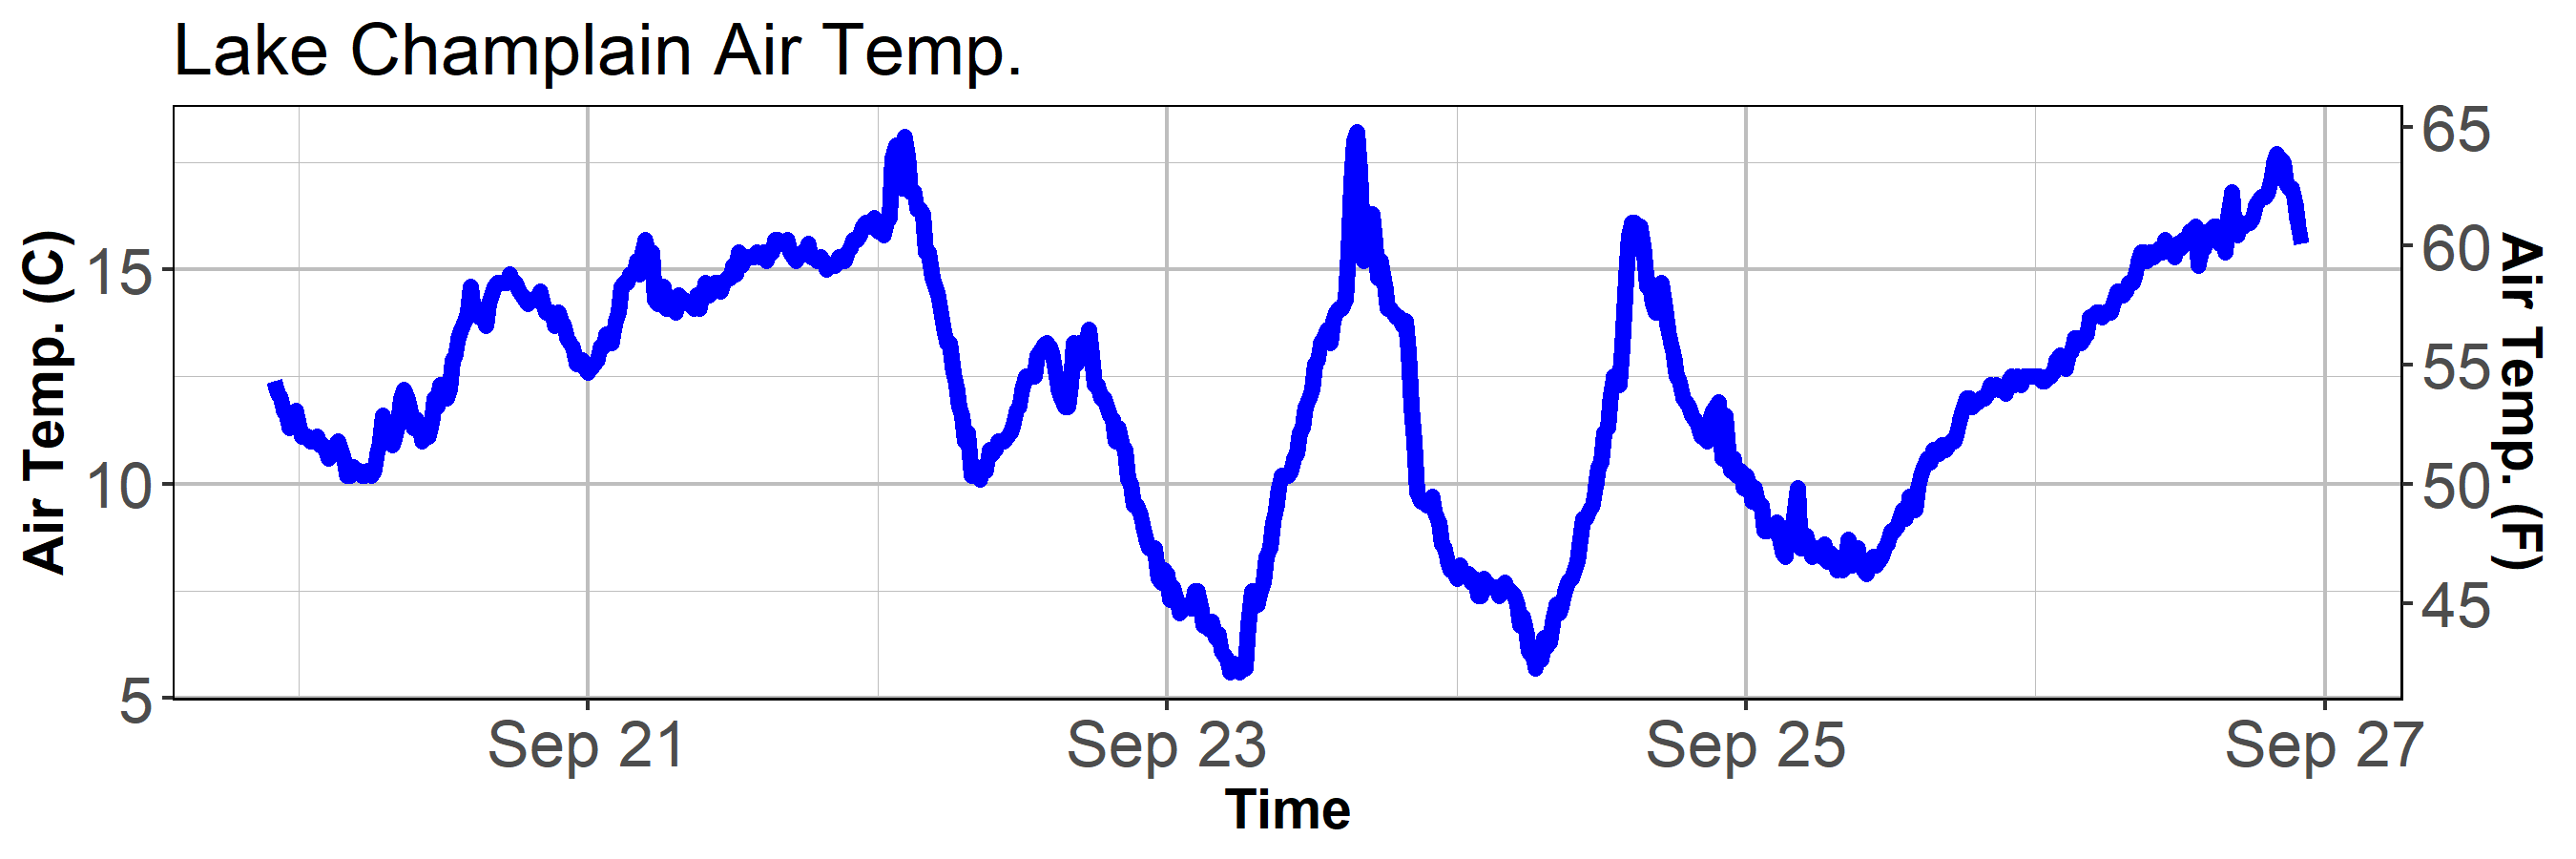 Lake Champlain Air Temp.
Air Temp. (C)
15
10
5
65
60
55
50
45
Air Temp. (F)
Sep 21
Sep 23
Sep 25
Sep 27
Time